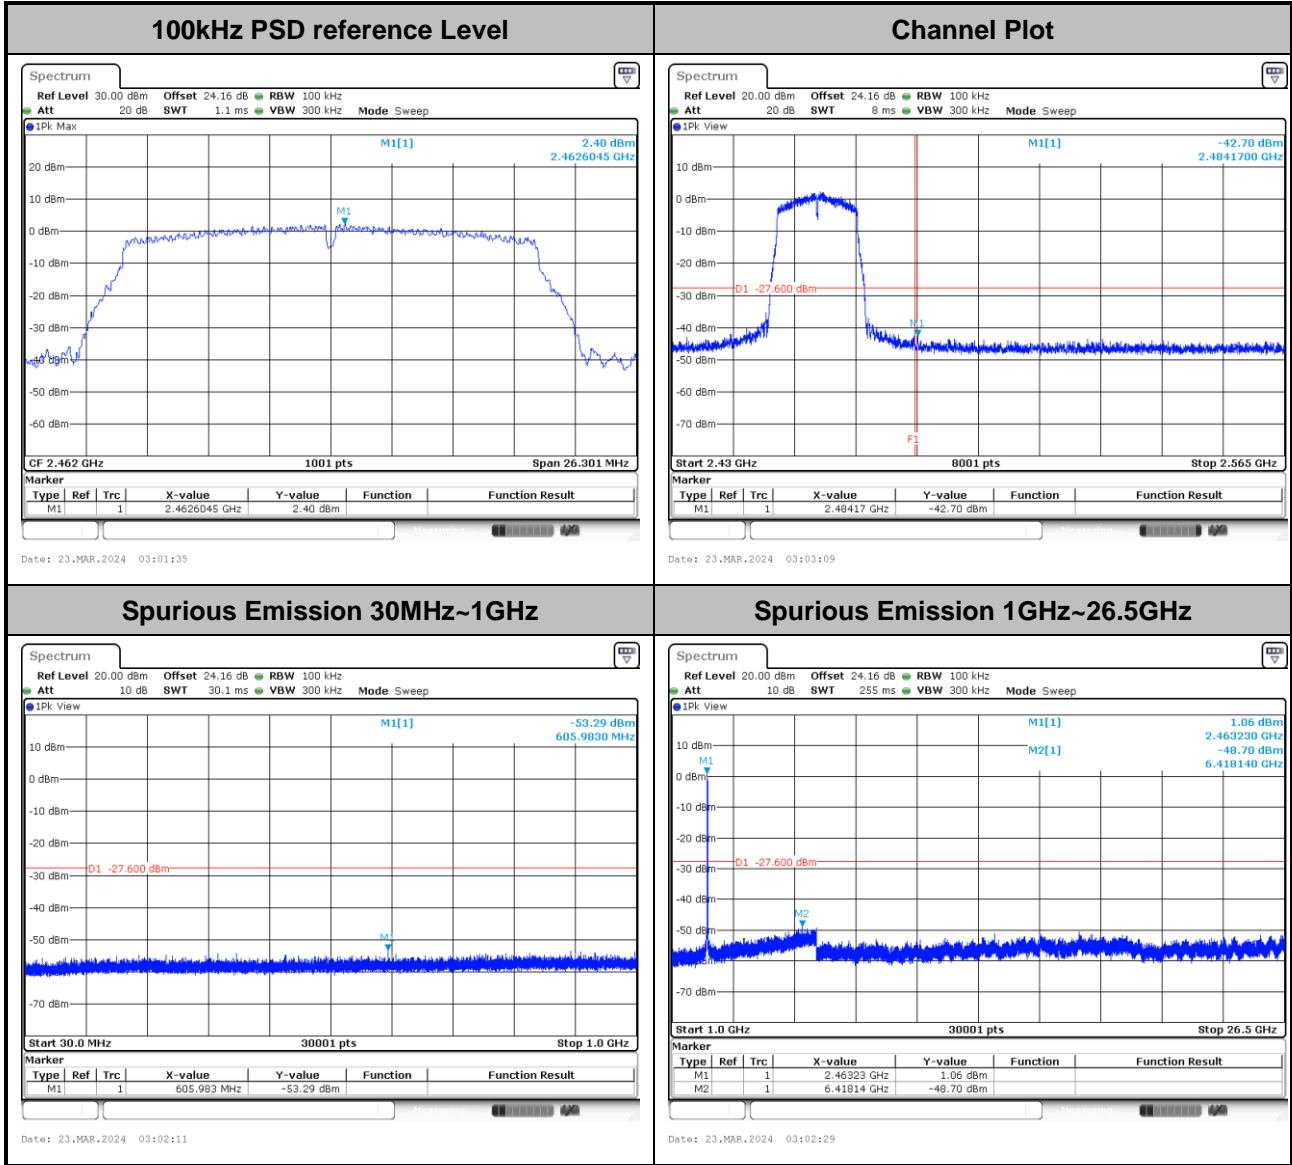 100kHz PSD reference Level
Spectrum
Ref Level 30.00 dBm Offset 24.16 dB RBW 100 kHz
Att 20 dB SWT 1.1 ms VBW 300 kHz Mode Sweep
1Pk Max
M1[1] 2.40 dBm
2.4626045 GHz
20 dBm
10 dBm
M1
0 dBm
-10 dBm
-20 dBm
-30 dBm
-40 dBm
-50 dBm
-60 dBm
CF 2.462 GHz 1001 pts Span 26.301 MHz
Marker
Type Ref Trc X-value Y-value Function Function Result
M1 1 2.4626045 GHz 2.40 dBm
Date: 23.MAR.2024 03:01:35
Channel Plot
Spectrum
Ref Level 20.00 dBm Offset 24.16 dB RBW 100 kHz
Att 20 dB SWT 8 ms VBW 300 kHz Mode Sweep
1Pk View
M1[1] -42.70 dBm
2.4841700 GHz
10 dBm
0 dBm
-10 dBm
-20 dBm
D1 -27.600 dBm
-30 dBm
-40 dBm
M1
-50 dBm
-60 dBm
-70 dBm
F1
Start 2.43 GHz 8001 pts Stop 2.565 GHz
Marker
Type Ref Trc X-value Y-value Function Function Result
M1 1 2.48417 GHz -42.70 dBm
Date: 23.MAR.2024 03:03:09
Spurious Emission 30MHz~1GHz
Spectrum
Ref Level 20.00 dBm Offset 24.16 dB RBW 100 kHz
Att 10 dB SWT 30.1 ms VBW 300 kHz Mode Sweep
1Pk View
M1[1] -53.29 dBm
605.9830 MHz
10 dBm
0 dBm
-10 dBm
-20 dBm
D1 -27.600 dBm
-30 dBm
-40 dBm
M1
-50 dBm
-70 dBm
Start 30.0 MHz 30001 pts Stop 1.0 GHz
Marker
Type Ref Trc X-value Y-value Function Function Result
M1 1 605.983 MHz -53.29 dBm
Date: 23.MAR.2024 03:02:11
Spurious Emission 1GHz~26.5GHz
Spectrum
Ref Level 20.00 dBm Offset 24.16 dB RBW 100 kHz
Att 10 dB SWT 255 ms VBW 300 kHz Mode Sweep
1Pk View
M1[1] 1.06 dBm
2.463230 GHz
M2[1] -48.70 dBm
6.418140 GHz
10 dBm
M1
0 dBm
-10 dBm
-20 dBm
D1 -27.600 dBm
-30 dBm
-40 dBm
M2
-50 dBm
-70 dBm
Start 1.0 GHz 30001 pts Stop 26.5 GHz
Marker
Type Ref Trc X-value Y-value Function Function Result
M1 1 2.46323 GHz 1.06 dBm
M2 1 6.41814 GHz -48.70 dBm
Date: 23.MAR.2024 03:02:29